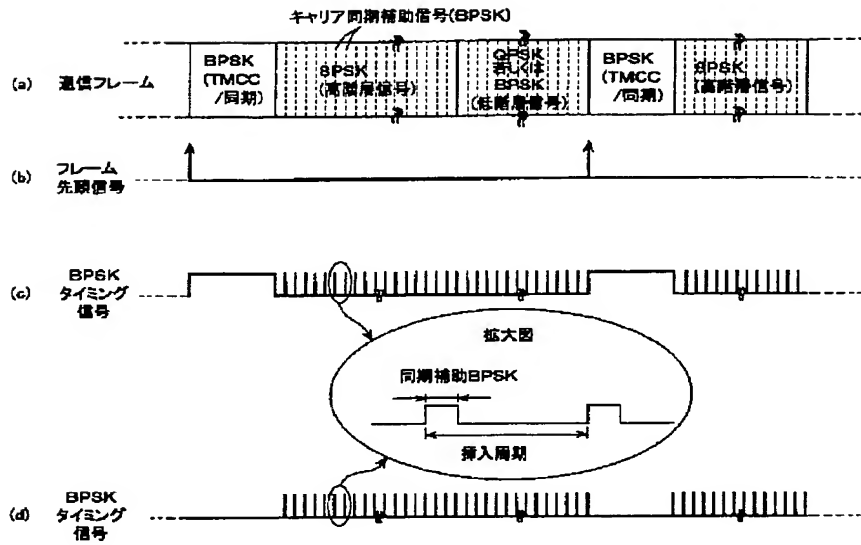 キャリア同期補助信号(BPSK)
(a) 送信フレーム
BPSK
(TMCC
/同期)
8PSK
(高階層信号)
QPSK
若しくは
BPSK
(低階層信号)
BPSK
(TMCC
/同期)
8PSK
(高階層信号)
(b) フレーム
先頭信号
(c) BPSK
タイミング
信号
拡大図
同期補助BPSK
挿入周期
(d) BPSK
タイミング
信号